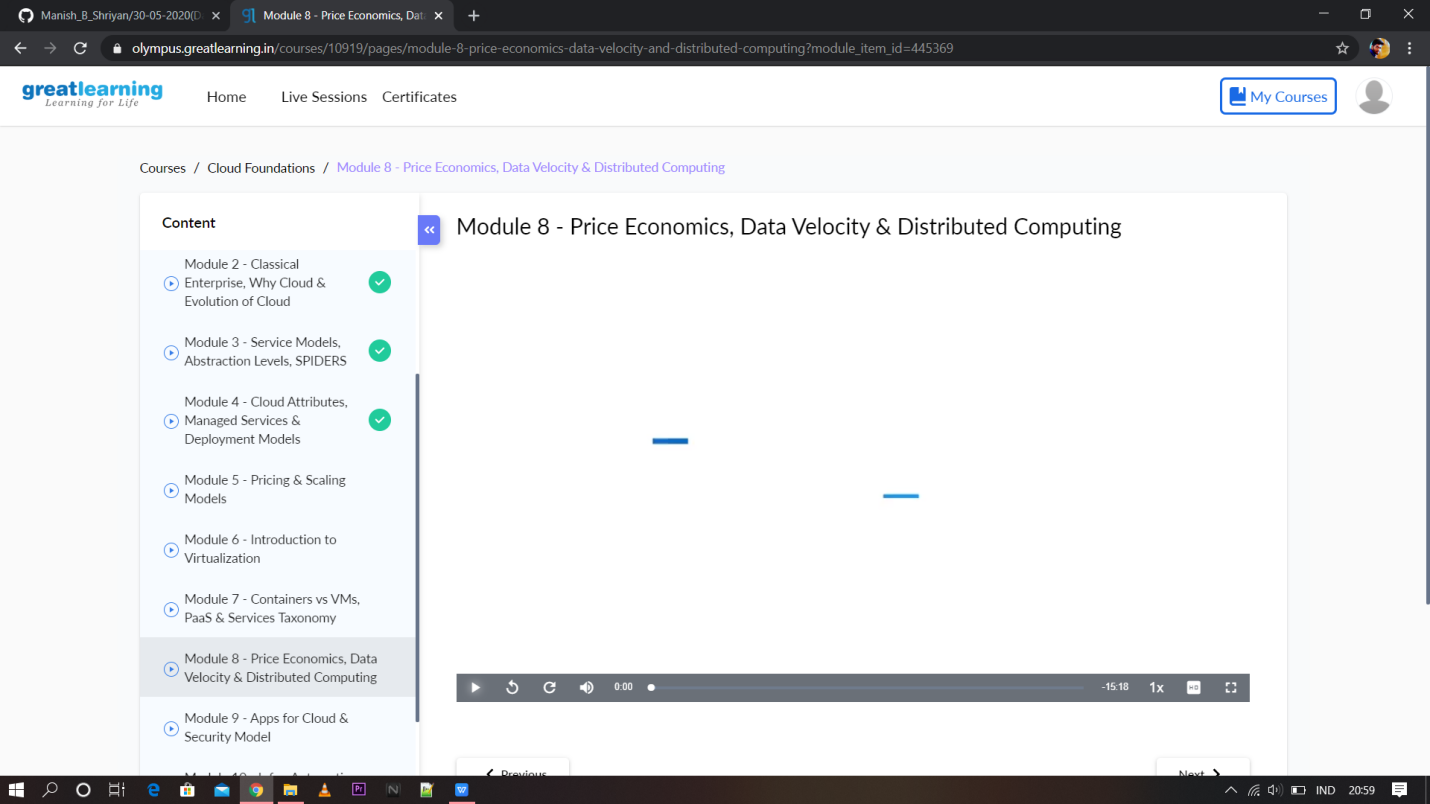 Manish_B_Shriyan/30-05-2020(D
Module 8 - Price Economics, Dat
olympus.greatlearning.in/courses/10919/pages/module-8-price-economics-data-velocity-and-distributed-computing?module_item_id=445369
greatlearning
Learning for Life
Home
Live Sessions
Certificates
My Courses
Courses / Cloud Foundations / Module 8 - Price Economics, Data Velocity & Distributed Computing
Content
Module 2 - Classical
Enterprise, Why Cloud &
Evolution of Cloud
Module 3 - Service Models,
Abstraction Levels, SPIDERS
Module 4 - Cloud Attributes,
Managed Services &
Deployment Models
Module 5 - Pricing & Scaling
Models
Module 6 - Introduction to
Virtualization
Module 7 - Containers vs VMs,
PaaS & Services Taxonomy
Module 8 - Price Economics, Data
Velocity & Distributed Computing
Module 9 - Apps for Cloud &
Security Model
Module 8 - Price Economics, Data Velocity & Distributed Computing
0:00
-15:18
1x
HD
Previous
Next
IND
20:59